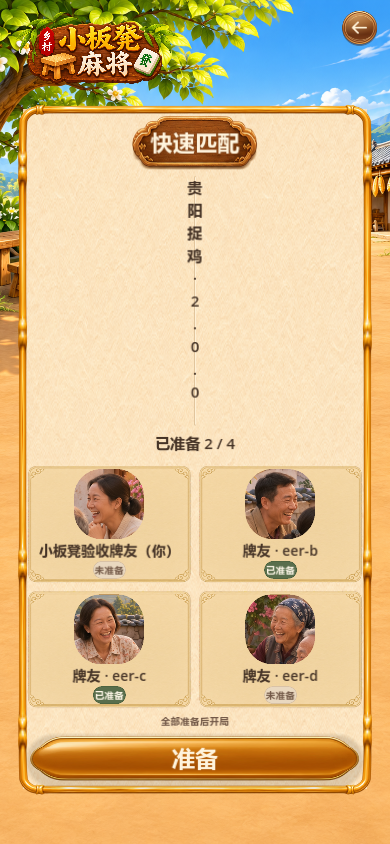 乡村
小板凳
麻将
發
快速匹配
贵
阳
捉
鸡
·
2
.
0
.
0
已准备 2 / 4
小板凳验收牌友（你）
未准备
牌友 · eer-b
已准备
牌友 · eer-c
已准备
牌友 · eer-d
未准备
全部准备后开局
准备